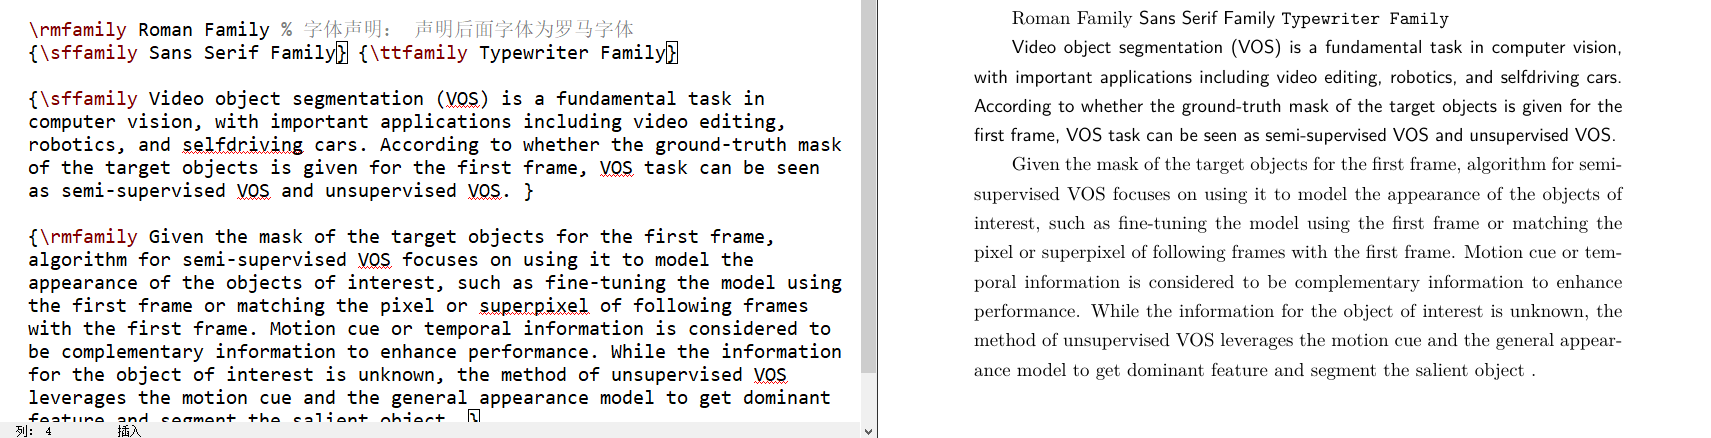 \rmfamily Roman Family % 字体声明： 声明后面字体为罗马字体
{\sffamily Sans Serif Family} {\ttfamily Typewriter Family}
{\sffamily Video object segmentation (VOS) is a fundamental task in
computer vision, with important applications including video editing,
robotics, and selfdriving cars. According to whether the ground-truth mask
of the target objects is given for the first frame, VOS task can be seen
as semi-supervised VOS and unsupervised VOS. }
{\rmfamily Given the mask of the target objects for the first frame,
algorithm for semi-supervised VOS focuses on using it to model the
appearance of the objects of interest, such as fine-tuning the model using
the first frame or matching the pixel or superpixel of following frames
with the first frame. Motion cue or temporal information is considered to
be complementary information to enhance performance. While the information
for the object of interest is unknown, the method of unsupervised VOS
leverages the motion cue and the general appearance model to get dominant
feature and segment the salient object. }
列: 4 插入
Roman Family Sans Serif Family Typewriter Family
Video object segmentation (VOS) is a fundamental task in computer vision,
with important applications including video editing, robotics, and selfdriving cars.
According to whether the ground-truth mask of the target objects is given for the
first frame, VOS task can be seen as semi-supervised VOS and unsupervised VOS.
Given the mask of the target objects for the first frame, algorithm for semi-
supervised VOS focuses on using it to model the appearance of the objects of
interest, such as fine-tuning the model using the first frame or matching the
pixel or superpixel of following frames with the first frame. Motion cue or tem-
poral information is considered to be complementary information to enhance
performance. While the information for the object of interest is unknown, the
method of unsupervised VOS leverages the motion cue and the general appear-
ance model to get dominant feature and segment the salient object .